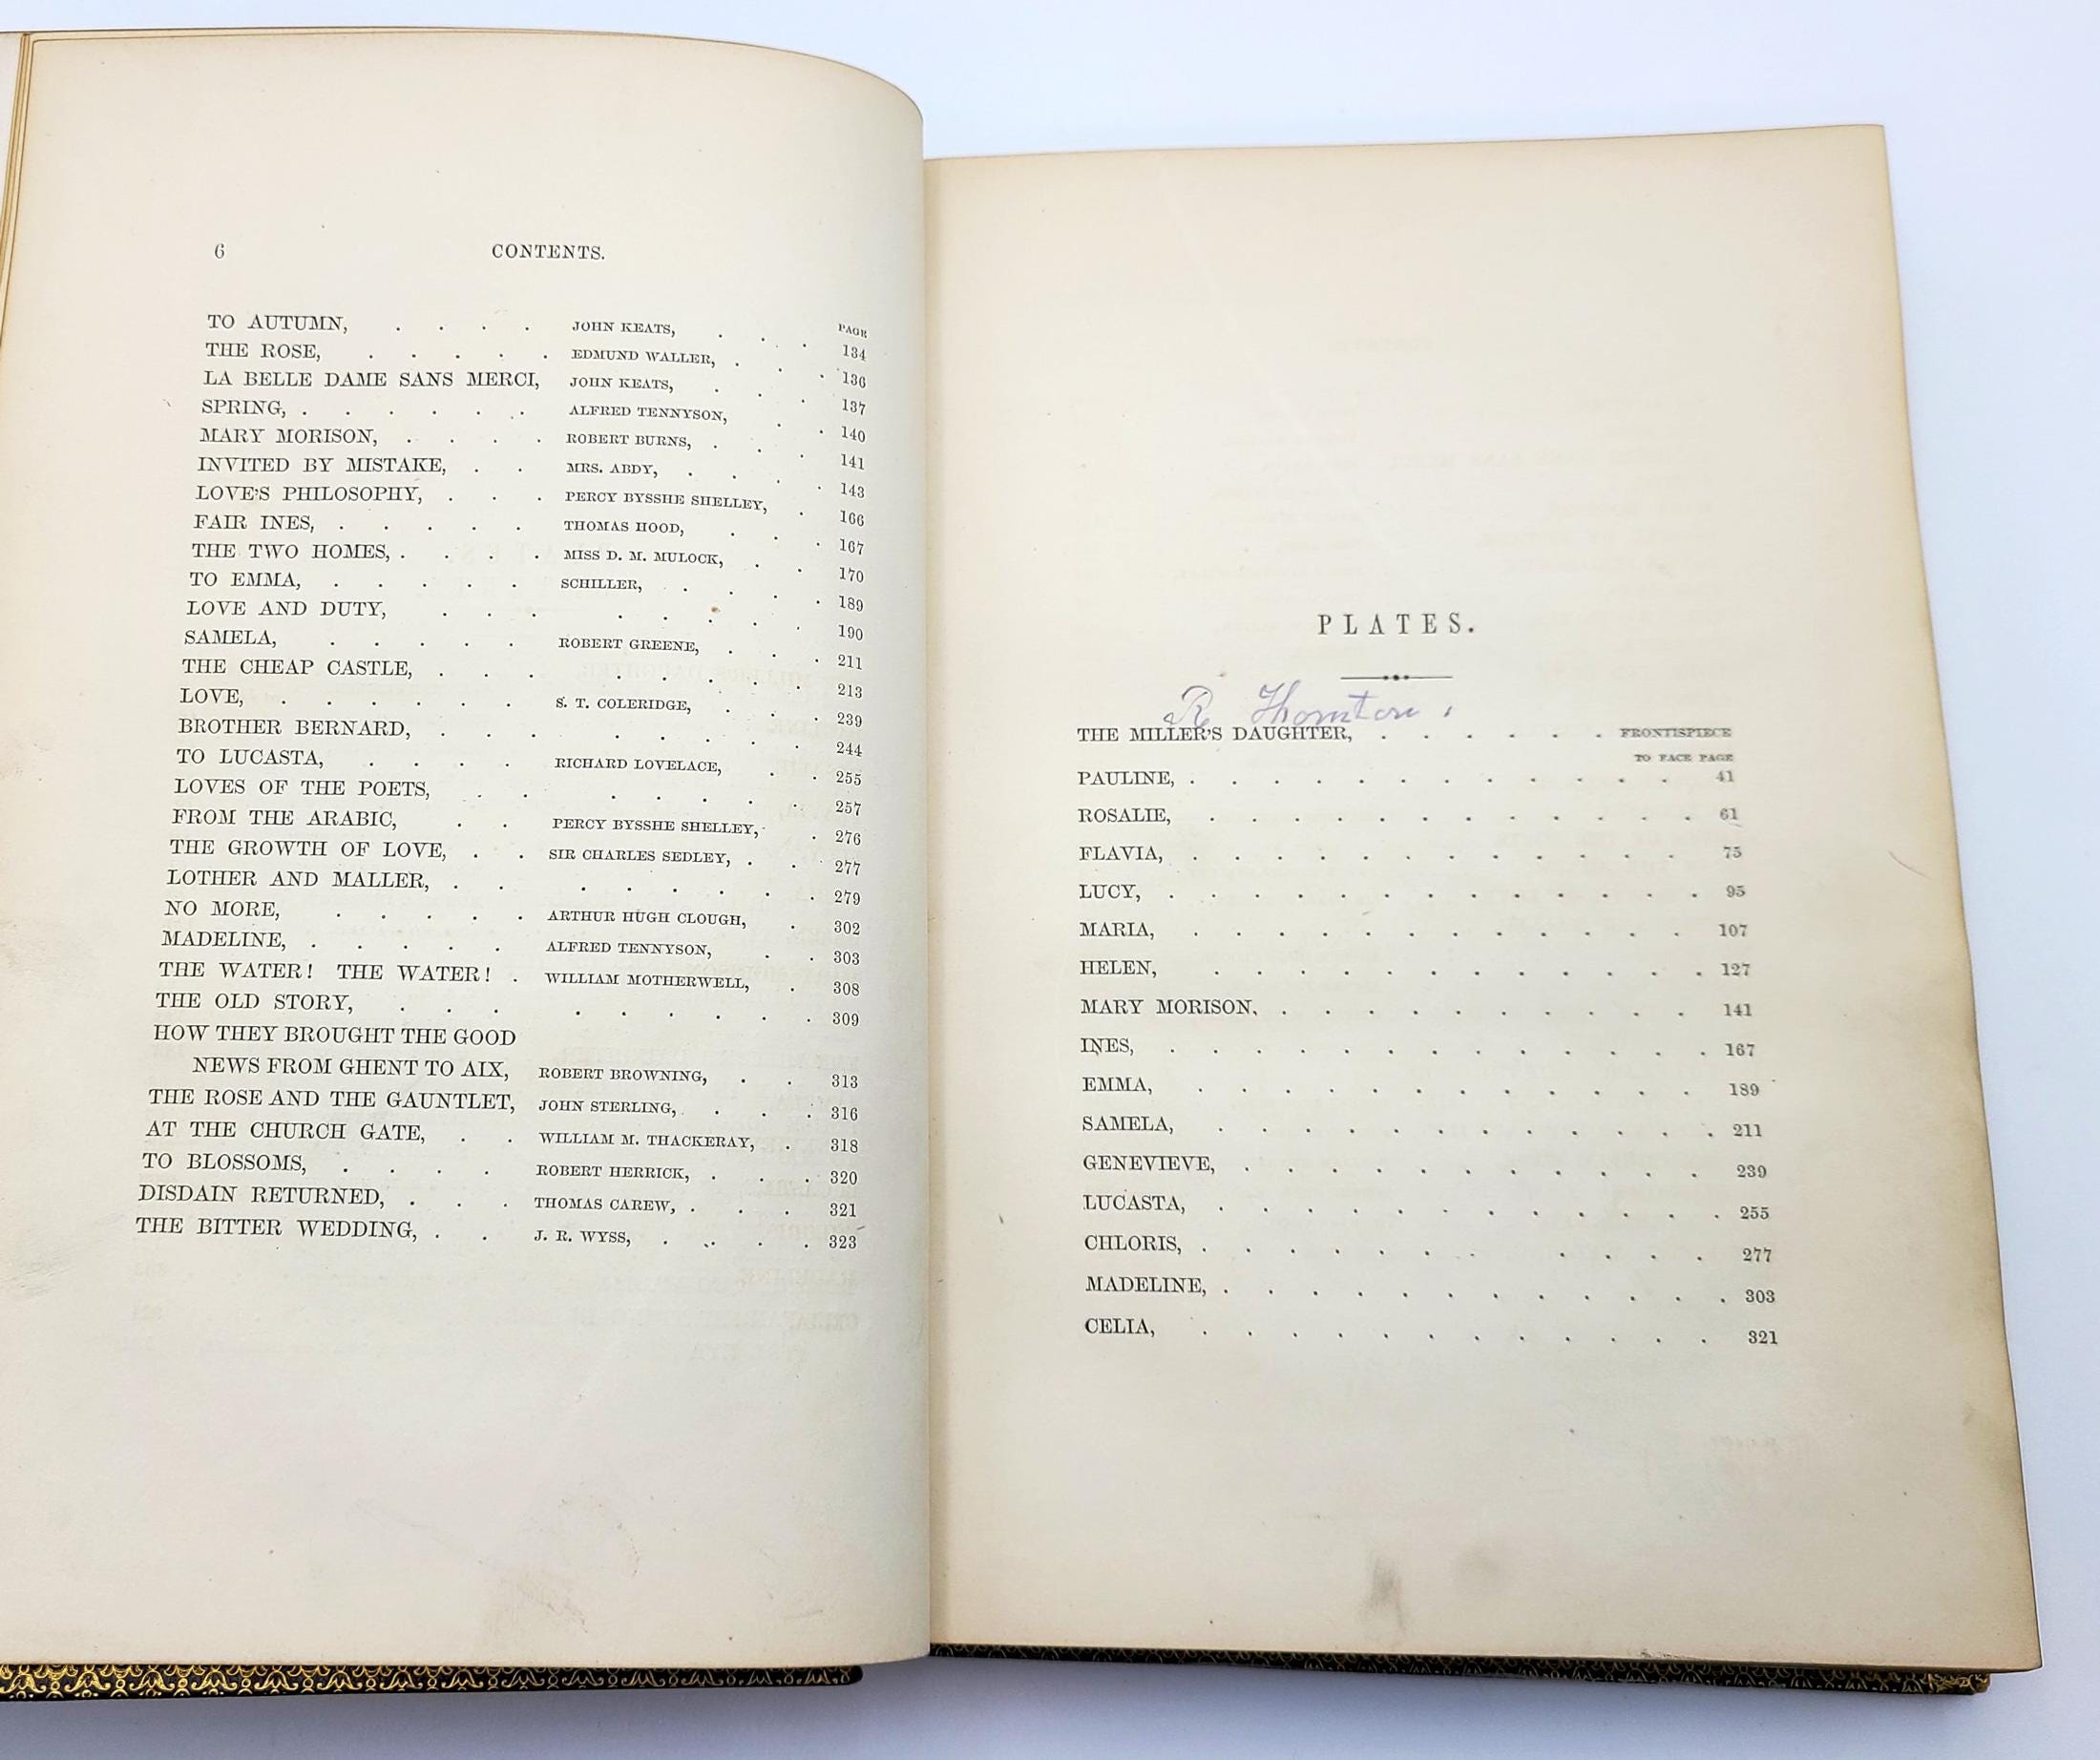 6 CONTENTS.
PAGE
TO AUTUMN, . . . . JOHN KEATS, . . . 134
THE ROSE, . . . . . EDMUND WALLER, . . . 136
LA BELLE DAME SANS MERCI, JOHN KEATS, . . . 137
SPRING, . . . . . . ALFRED TENNYSON, . . 140
MARY MORISON, . . . . ROBERT BURNS, . . . 141
INVITED BY MISTAKE, . . MRS. ABDY, . . . 143
LOVE'S PHILOSOPHY, . . . PERCY BYSSHE SHELLEY, . 166
FAIR INES, . . . . . THOMAS HOOD, . . . 167
THE TWO HOMES, . . . . MISS D. M. MULOCK, . . 170
TO EMMA, . . . . . SCHILLER, . . . . 189
LOVE AND DUTY, . . . . . . . . 190
SAMELA, . . . . . ROBERT GREENE, . . . 211
THE CHEAP CASTLE, . . . . . . . . 213
LOVE, . . . . . . S. T. COLERIDGE, . . . 239
BROTHER BERNARD, . . . . . . . . 244
TO LUCASTA, . . . . RICHARD LOVELACE, . . 255
LOVES OF THE POETS, . . . . . . . 257
FROM THE ARABIC, . . PERCY BYSSHE SHELLEY, . 276
THE GROWTH OF LOVE, . . SIR CHARLES SEDLEY, . . . 277
LOTHER AND MALLER, . . . . . . . . 279
NO MORE, . . . . . ARTHUR HUGH CLOUGH, . 302
MADELINE, . . . . . ALFRED TENNYSON, . . 303
THE WATER! THE WATER! . WILLIAM MOTHERWELL, . 308
THE OLD STORY, . . . . . . . . . 309
HOW THEY BROUGHT THE GOOD
NEWS FROM GHENT TO AIX, ROBERT BROWNING, . . 313
THE ROSE AND THE GAUNTLET, JOHN STERLING, . . . 316
AT THE CHURCH GATE, . . WILLIAM M. THACKERAY, . 318
TO BLOSSOMS, . . . . ROBERT HERRICK, . . . 320
DISDAIN RETURNED, . . . THOMAS CAREW, . . . 321
THE BITTER WEDDING, . . J. R. WYSS, . . . . 323
PLATES.
R Thornton.
THE MILLER'S DAUGHTER, . . . . . . FRONTISPIECE
TO FACE PAGE
PAULINE, . . . . . . . . . . . . 41
ROSALIE, . . . . . . . . . . . . 61
FLAVIA, . . . . . . . . . . . . 75
LUCY, . . . . . . . . . . . . . 95
MARIA, . . . . . . . . . . . . 107
HELEN, . . . . . . . . . . . . 127
MARY MORISON, . . . . . . . . . . 141
INES, . . . . . . . . . . . . . 167
EMMA, . . . . . . . . . . . . 189
SAMELA, . . . . . . . . . . . . 211
GENEVIEVE, . . . . . . . . . . . 239
LUCASTA, . . . . . . . . . . . . 255
CHLORIS, . . . . . . . . . . . 277
MADELINE, . . . . . . . . . . . . 303
CELIA, . . . . . . . . . . . . 321